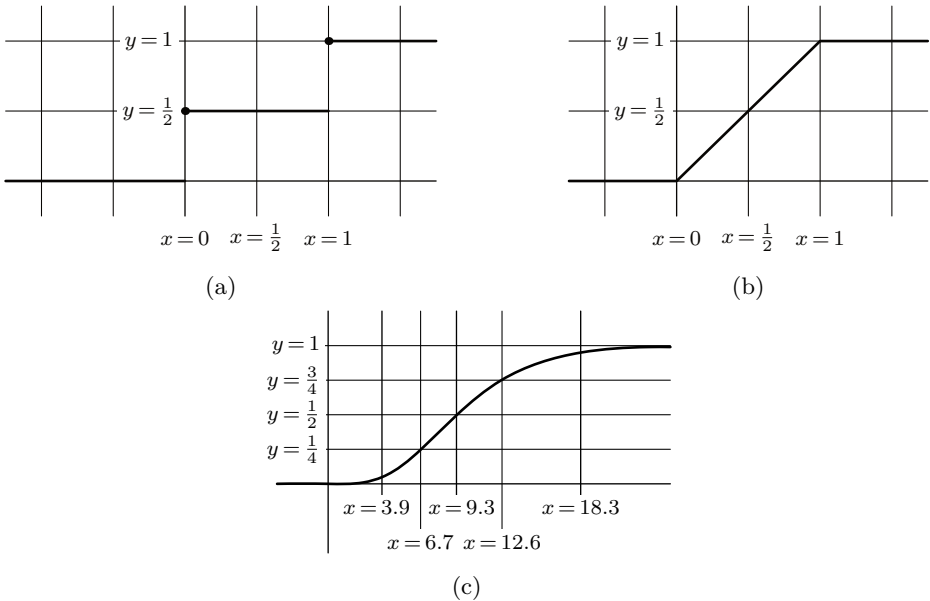 y = 1
y = 1/2
x = 0 x = 1/2 x = 1
(a)
y = 1
y = 1/2
x = 0 x = 1/2 x = 1
(b)
y = 1
y = 3/4
y = 1/2
y = 1/4
x = 3.9 x = 9.3 x = 18.3
x = 6.7 x = 12.6
(c)